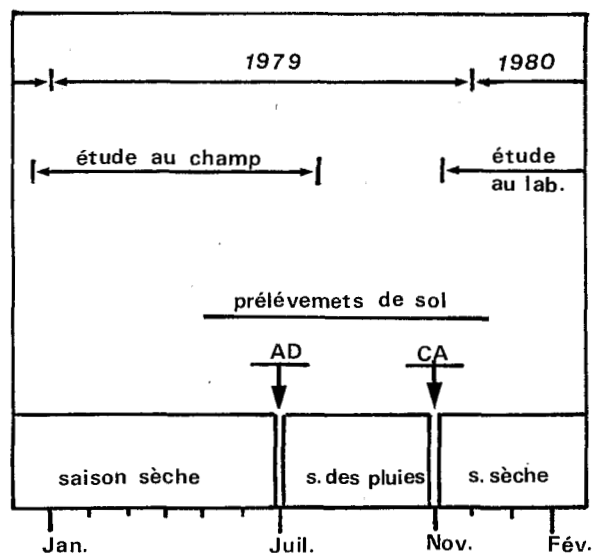 1979
1980
étude au champ
étude
au lab.
prélévemets de sol
AD
CA
saison sèche
s. des pluies
s. sèche
Jan.
Juil.
Nov.
Fév.